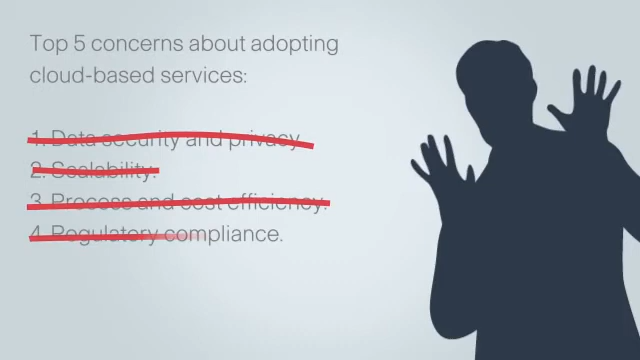 Top 5 concerns about adopting
cloud-based services:
1. Data security and privacy
2. Scalability.
3. Process and cost efficiency.
4. Regulatory compliance.